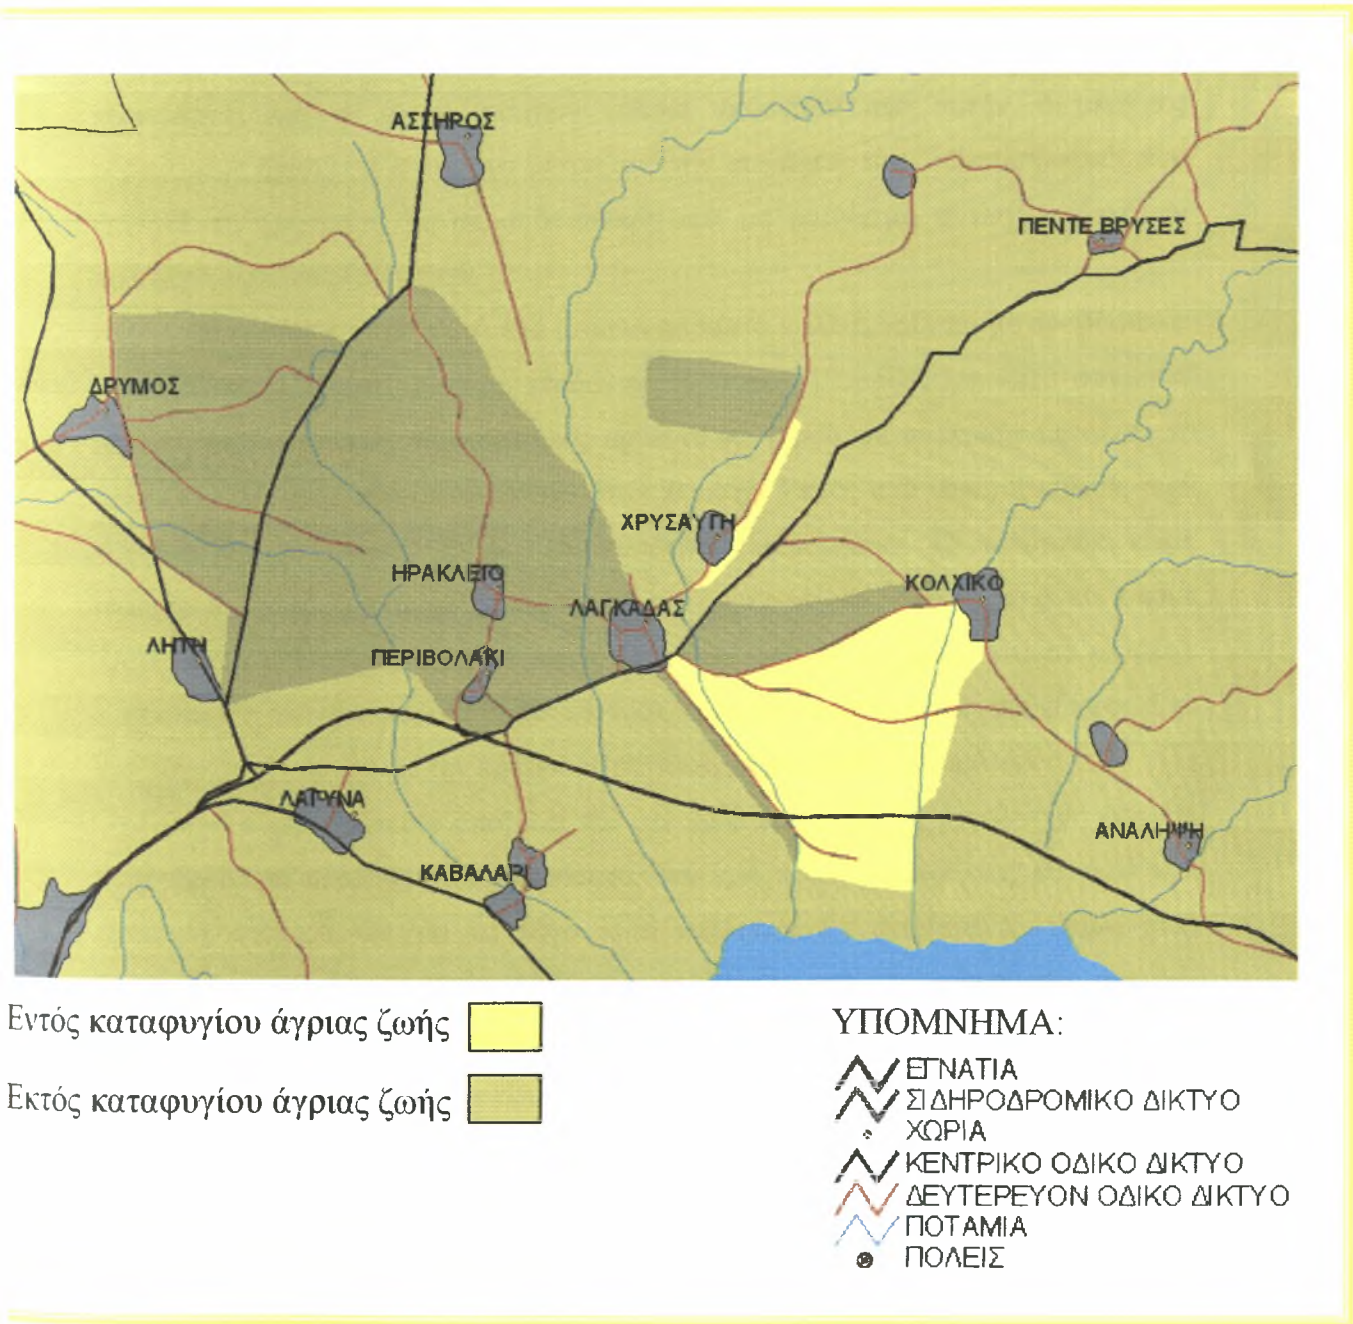 ΑΣΣΗΡΟΣ
ΠΕΝΤΕ ΒΡΥΣΕΣ
ΔΡΥΜΟΣ
ΧΡΥΣΑΥΓΗ
ΗΡΑΚΛΕΙΟ
ΚΟΛΧΙΚΟ
ΛΑΓΚΑΔΑΣ
ΛΗΤΗ
ΠΕΡΙΒΟΛΑΚΙ
ΛΑΓΥΝΑ
ΑΝΑΛΗΨΗ
ΚΑΒΑΛΑΡΙ
Εντός καταφυγίου άγριας ζωής
Εκτός καταφυγίου άγριας ζωής
ΥΠΟΜΝΗΜΑ:
ΕΓΝΑΤΙΑ
ΣΙΔΗΡΟΔΡΟΜΙΚΟ ΔΙΚΤΥΟ
ΧΩΡΙΑ
ΚΕΝΤΡΙΚΟ ΟΔΙΚΟ ΔΙΚΤΥΟ
ΔΕΥΤΕΡΕΥΟΝ ΟΔΙΚΟ ΔΙΚΤΥΟ
ΠΟΤΑΜΙΑ
ΠΟΛΕΙΣ